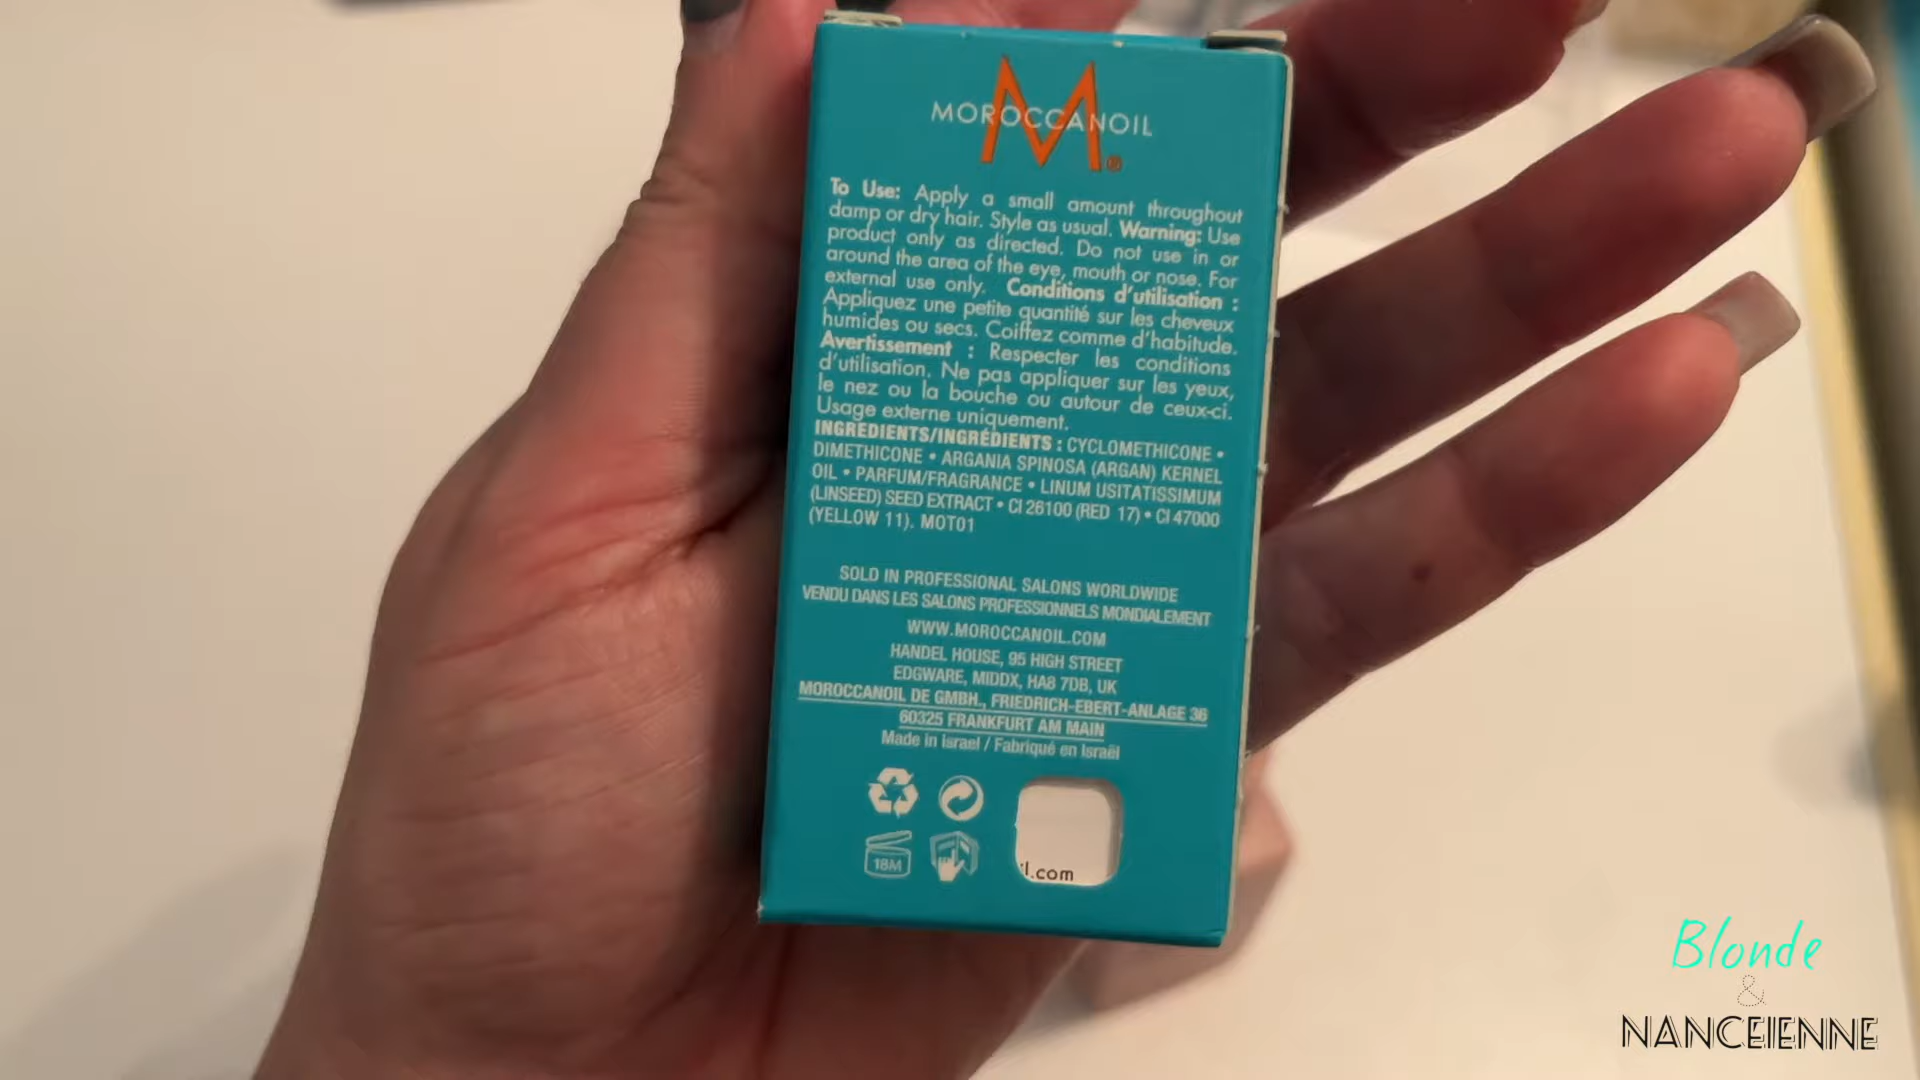 MOROCCANOIL
M®
To Use: Apply a small amount throughout
damp or dry hair. Style as usual. Warning: Use
product only as directed. Do not use in or
around the area of the eye, mouth or nose. For
external use only. Conditions d'utilisation :
Appliquez une petite quantité sur les cheveux
humides ou secs. Coiffez comme d'habitude.
Avertissement : Respecter les conditions
d'utilisation. Ne pas appliquer sur les yeux,
le nez ou la bouche ou autour de ceux-ci.
Usage externe uniquement.
INGREDIENTS/INGRÉDIENTS : CYCLOMETHICONE •
DIMETHICONE • ARGANIA SPINOSA (ARGAN) KERNEL
OIL • PARFUM/FRAGRANCE • LINUM USITATISSIMUM
(LINSEED) SEED EXTRACT • CI 26100 (RED 17) • CI 47000
(YELLOW 11). MOT01
SOLD IN PROFESSIONAL SALONS WORLDWIDE
VENDU DANS LES SALONS PROFESSIONNELS MONDIALEMENT
WWW.MOROCCANOIL.COM
HANDEL HOUSE, 95 HIGH STREET
EDGWARE, MIDDX, HA8 7DB, UK
MOROCCANOIL DE GMBH., FRIEDRICH-EBERT-ANLAGE 36
60325 FRANKFURT AM MAIN
Made in Israel / Fabriqué en Israël
18M
il.com
Blonde
&
NANCEIENNE